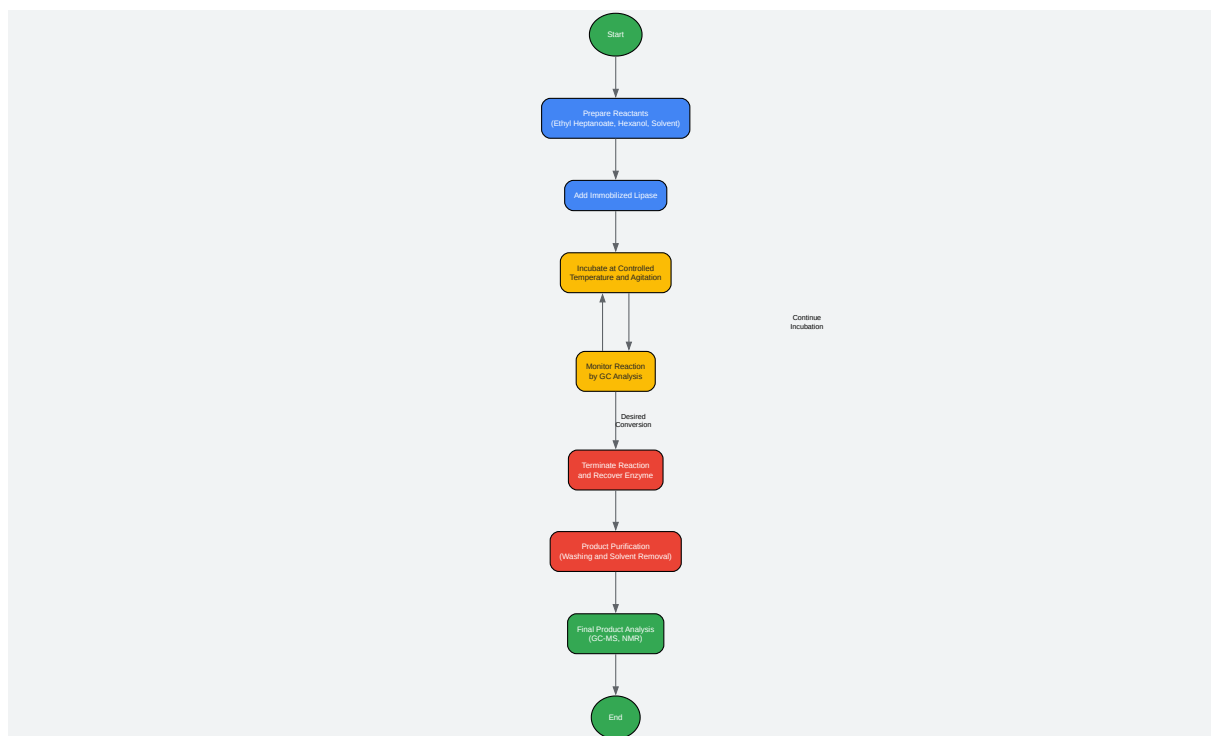 Start
Prepare Reactants
(Ethyl Heptanoate, Hexanol, Solvent)
Add Immobilized Lipase
Incubate at Controlled
Temperature and Agitation
Continue
Incubation
Monitor Reaction
by GC Analysis
Desired
Conversion
Terminate Reaction
and Recover Enzyme
Product Purification
(Washing and Solvent Removal)
Final Product Analysis
(GC-MS, NMR)
End